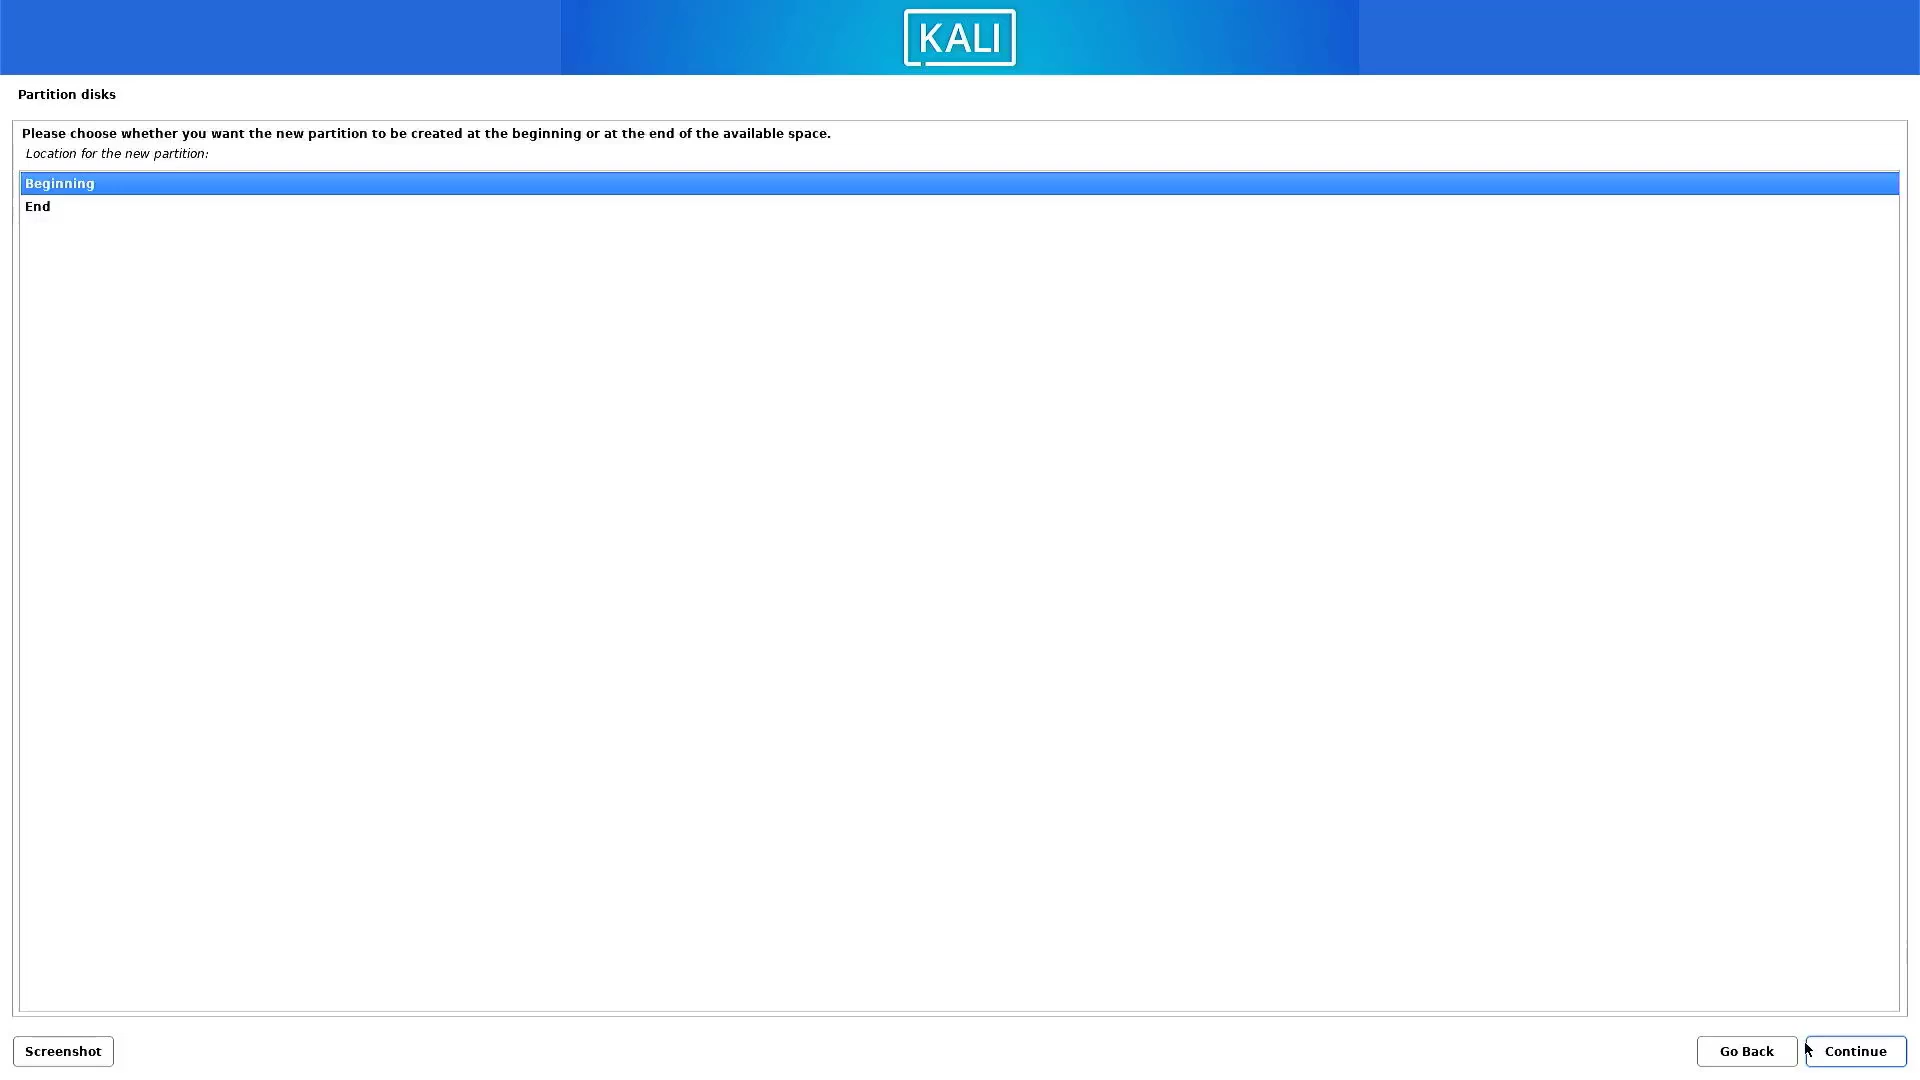 KALI
Partition disks
Please choose whether you want the new partition to be created at the beginning or at the end of the available space.
Location for the new partition:
Beginning
End
Screenshot
Go Back
Continue